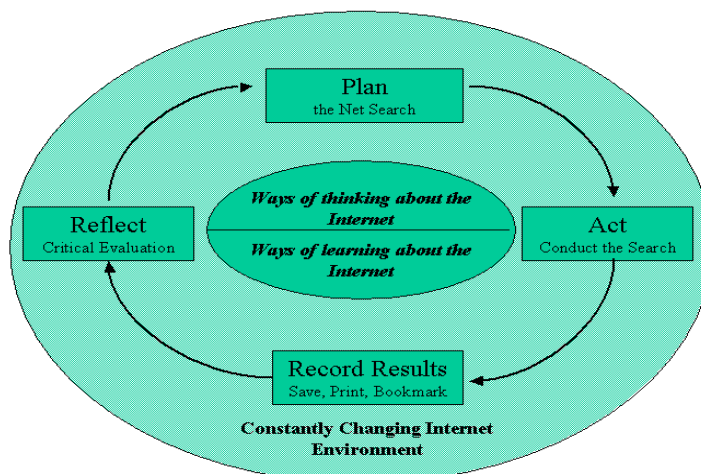 Plan
the Net Search
Ways of thinking about the
Internet
Ways of learning about the
Internet
Reflect
Critical Evaluation
Act
Conduct the Search
Record Results
Save, Print, Bookmark
Constantly Changing Internet
Environment